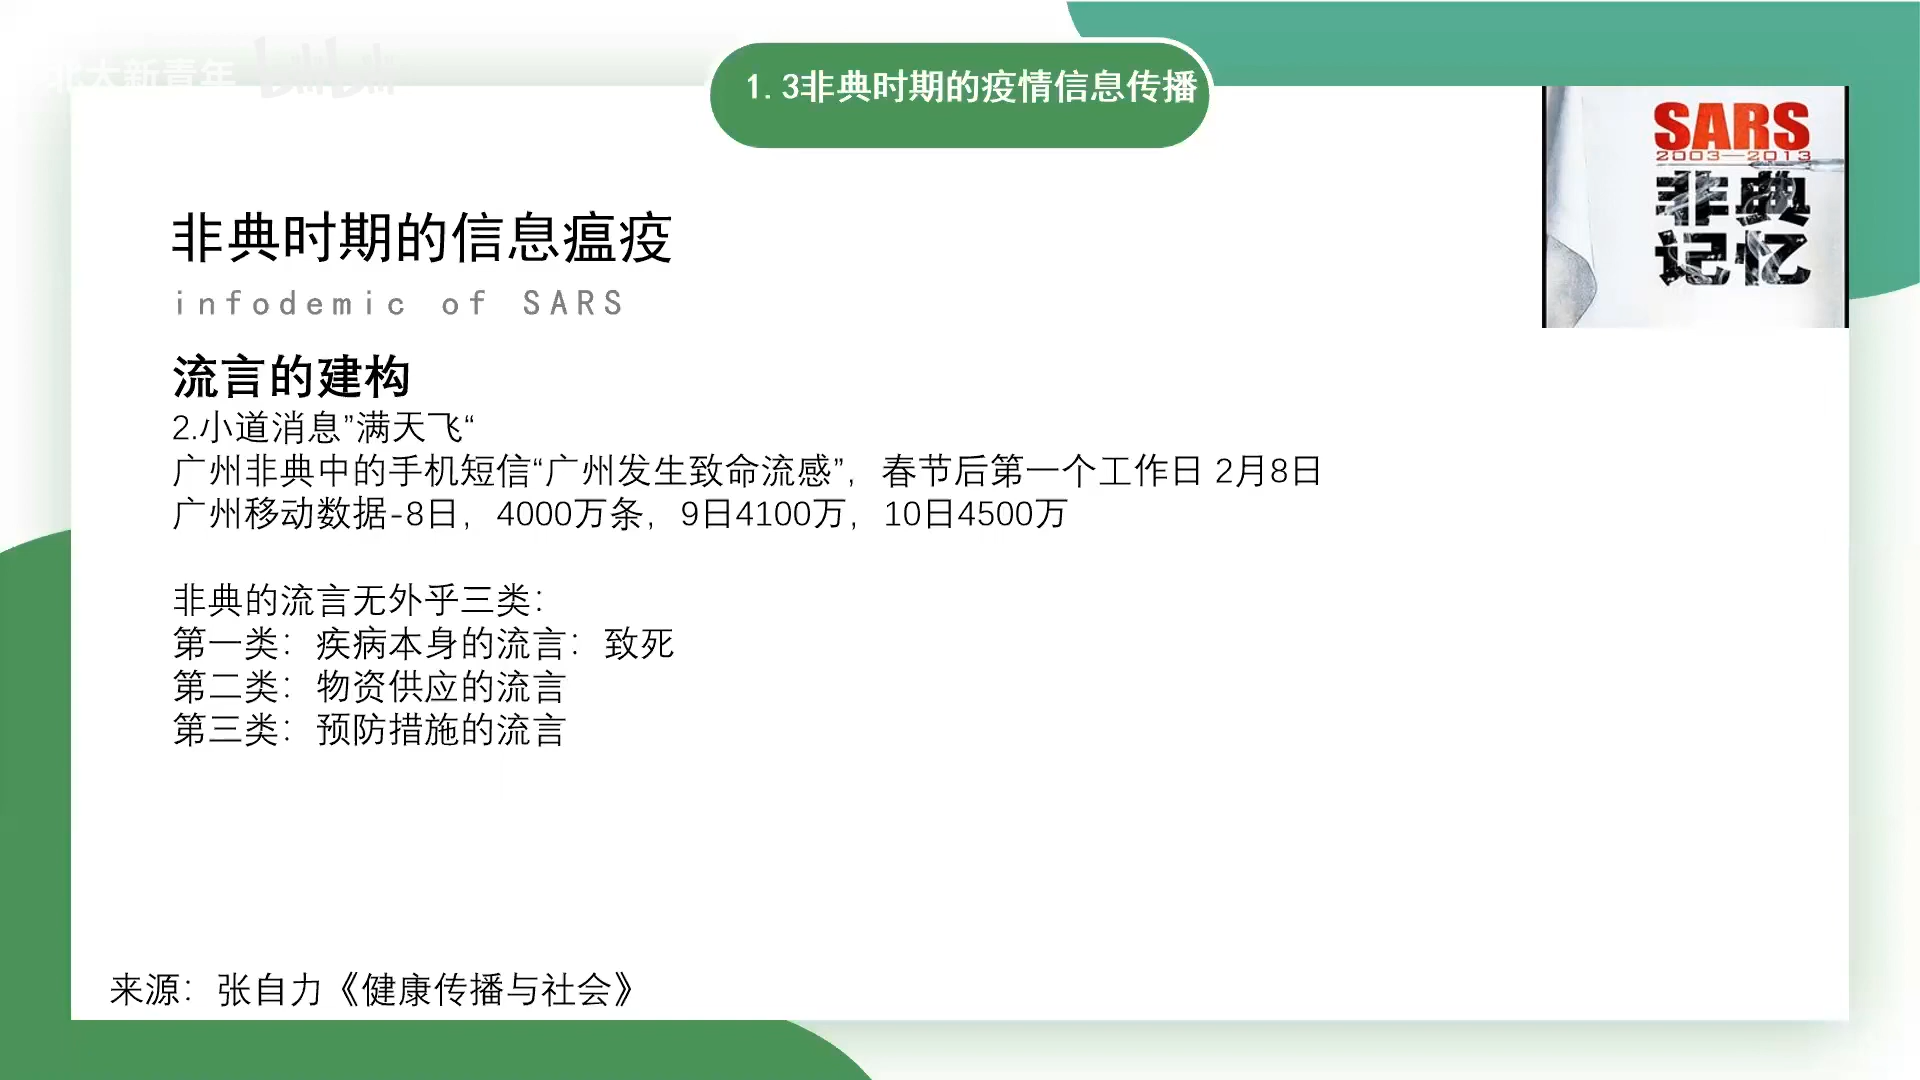 北大新青年 bilibili
1.3非典时期的疫情信息传播
SARS
2003—2013
非典
记忆
非典时期的信息瘟疫
infodemic of SARS
流言的建构
2.小道消息”满天飞“
广州非典中的手机短信“广州发生致命流感”，春节后第一个工作日 2月8日
广州移动数据-8日，4000万条，9日4100万，10日4500万
非典的流言无外乎三类：
第一类：疾病本身的流言：致死
第二类：物资供应的流言
第三类：预防措施的流言
来源：张自力《健康传播与社会》